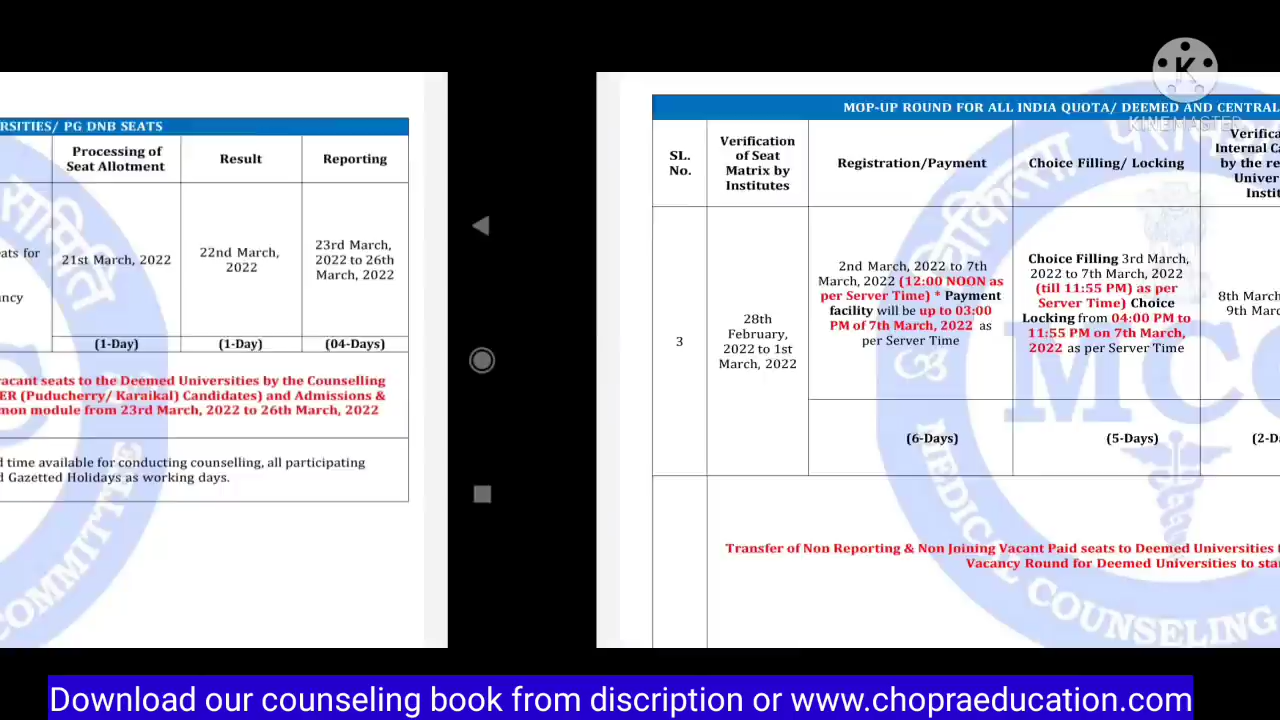 RSITIES/ PG DNB SEATS
Processing of
Seat Allotment
Result
Reporting
ats for
ncy
21st March, 2022
22nd March,
2022
23rd March,
2022 to 26th
March, 2022
(1-Day)
(1-Day)
(04-Days)
vacant seats to the Deemed Universities by the Counselling
ER (Puducherry/ Karaikal) Candidates) and Admissions &
mon module from 23rd March, 2022 to 26th March, 2022
d time available for conducting counselling, all participating
d Gazetted Holidays as working days.
COMMITTEE
KINEMASTER
MOP-UP ROUND FOR ALL INDIA QUOTA/ DEEMED AND CENTRAL
SL.
No.
Verification
of Seat
Matrix by
Institutes
Registration/Payment
Choice Filling/ Locking
Verifica
Internal Ca
by the re
Univer
Instit
3
28th
February,
2022 to 1st
March, 2022
2nd March, 2022 to 7th
March, 2022 (12:00 NOON as
per Server Time) * Payment
facility will be up to 03:00
PM of 7th March, 2022 as
per Server Time
Choice Filling 3rd March,
2022 to 7th March, 2022
(till 11:55 PM) as per
Server Time) Choice
Locking from 04:00 PM to
11:55 PM on 7th March,
2022 as per Server Time
8th March
9th Marc
(6-Days)
(5-Days)
(2-D
Transfer of Non Reporting & Non Joining Vacant Paid seats to Deemed Universities
Vacancy Round for Deemed Universities to sta
MCC
MEDICAL COUNSELING
Download our counseling book from discription or www.chopraeducation.com